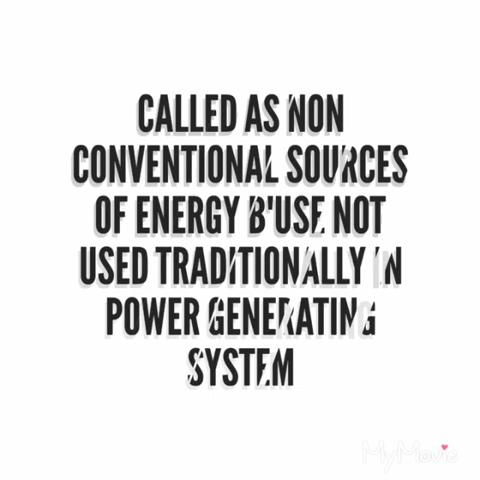 CALLED AS NON
CONVENTIONAL SOURCES
OF ENERGY B'USE NOT
USED TRADITIONALLY IN
POWER GENERATING
SYSTEM
MyMovie